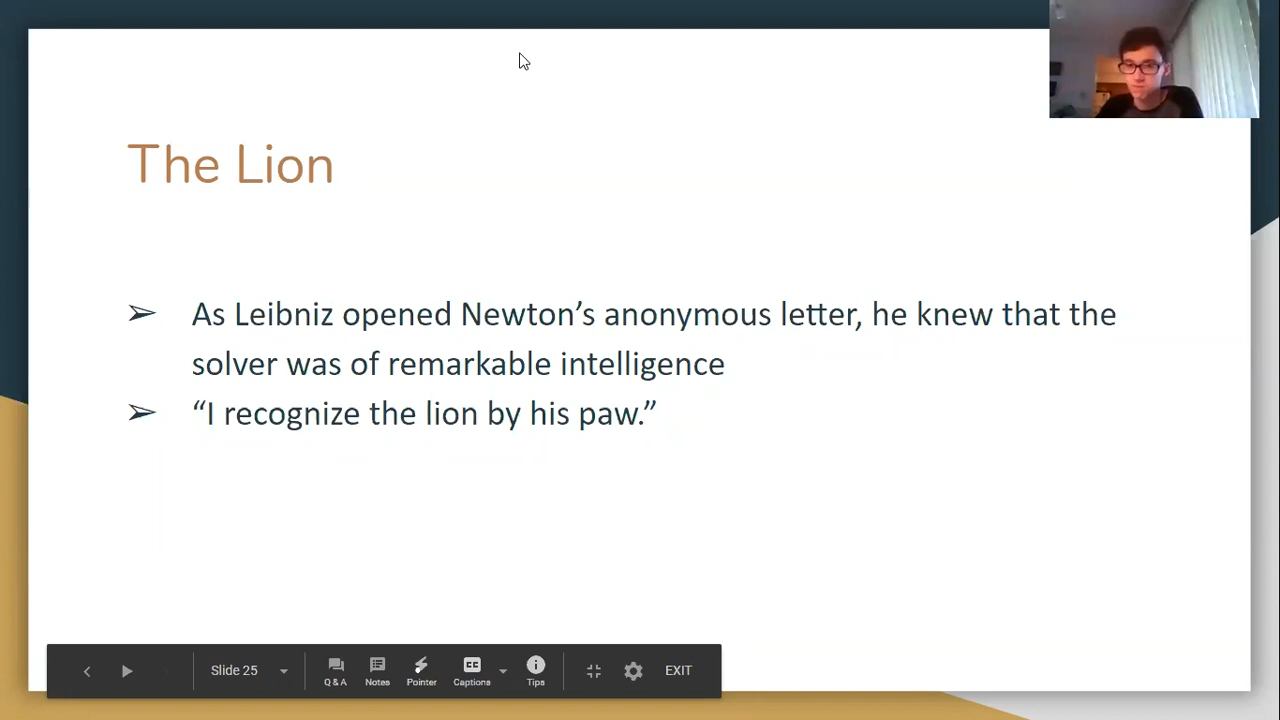 The Lion
➢ As Leibniz opened Newton’s anonymous letter, he knew that the
solver was of remarkable intelligence
➢ “I recognize the lion by his paw.”
Slide 25
Q & A
Notes
Pointer
CC
Captions
Tips
EXIT